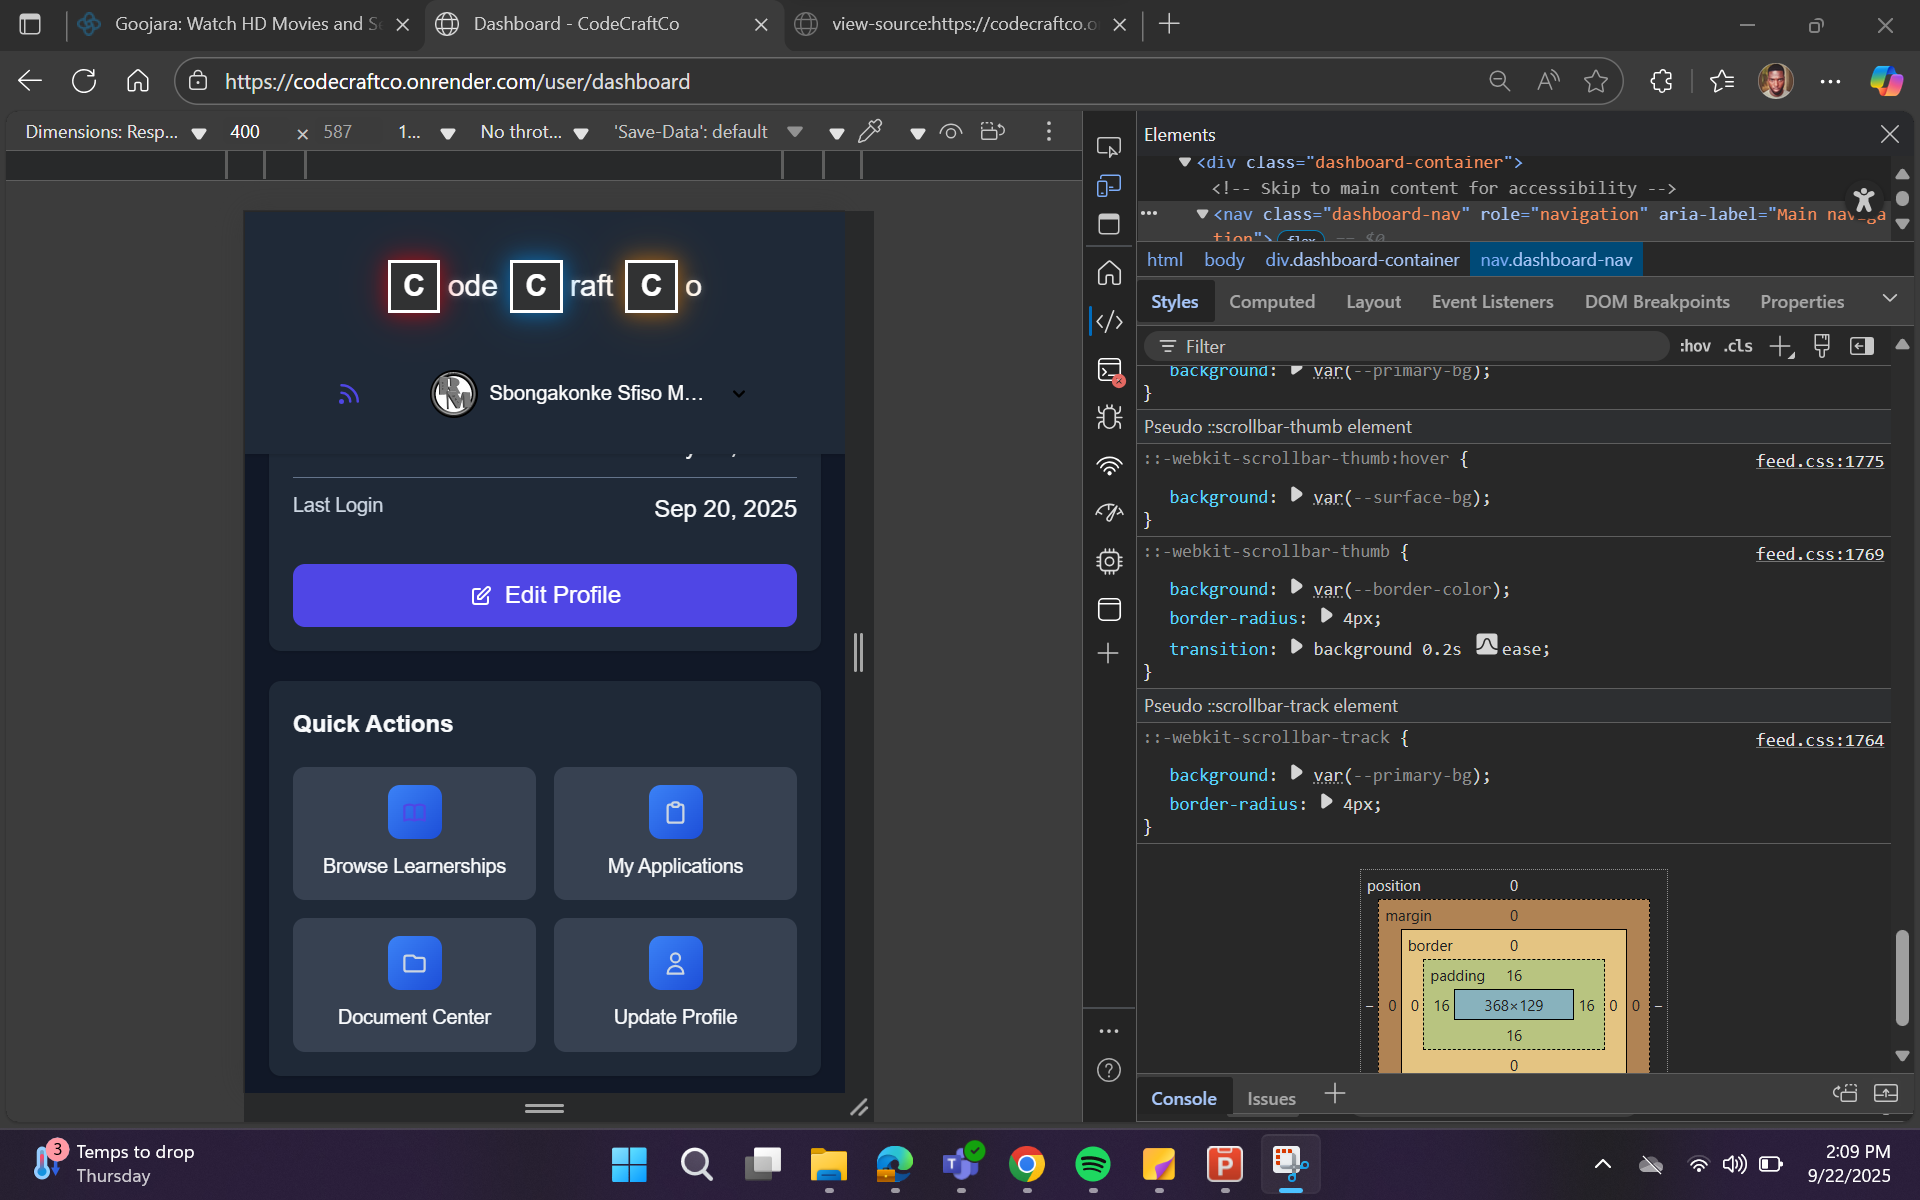 Goojara: Watch HD Movies and Se
Dashboard - CodeCraftCo
view-source:https://codecraftco.o
https://codecraftco.onrender.com/user/dashboard
Dimensions: Resp... 400 × 587 1... No throt... 'Save-Data': default
C ode C raft C o
Sbongakonke Sfiso M...
Last Login
Sep 20, 2025
Edit Profile
Quick Actions
Browse Learnerships
My Applications
Document Center
Update Profile
Elements
<div class="dashboard-container">
<!-- Skip to main content for accessibility -->
<nav class="dashboard-nav" role="navigation" aria-label="Main naviga
tion"> flex == $0
html body div.dashboard-container nav.dashboard-nav
Styles Computed Layout Event Listeners DOM Breakpoints Properties
Filter :hov .cls
background: var(--primary-bg);
}
Pseudo ::scrollbar-thumb element
::-webkit-scrollbar-thumb:hover { feed.css:1775
background: var(--surface-bg);
}
::-webkit-scrollbar-thumb { feed.css:1769
background: var(--border-color);
border-radius: 4px;
transition: background 0.2s ease;
}
Pseudo ::scrollbar-track element
::-webkit-scrollbar-track { feed.css:1764
background: var(--primary-bg);
border-radius: 4px;
}
position 0
margin 0
border 0
padding 16
– 0 0 16 368×129 16 0 0 –
16
0
Console Issues
3
Temps to drop
Thursday
2:09 PM
9/22/2025